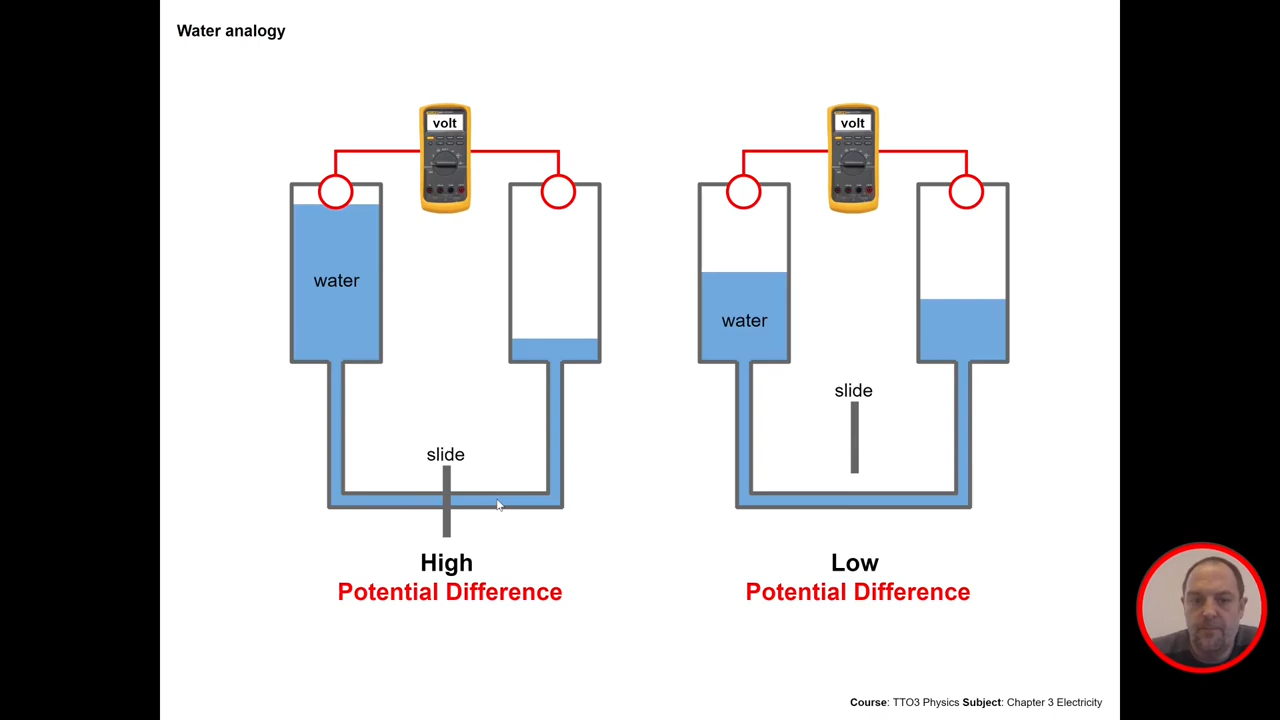 Water analogy
volt
volt
water
water
slide
slide
High
Potential Difference
Low
Potential Difference
Course: TTO3 Physics Subject: Chapter 3 Electricity